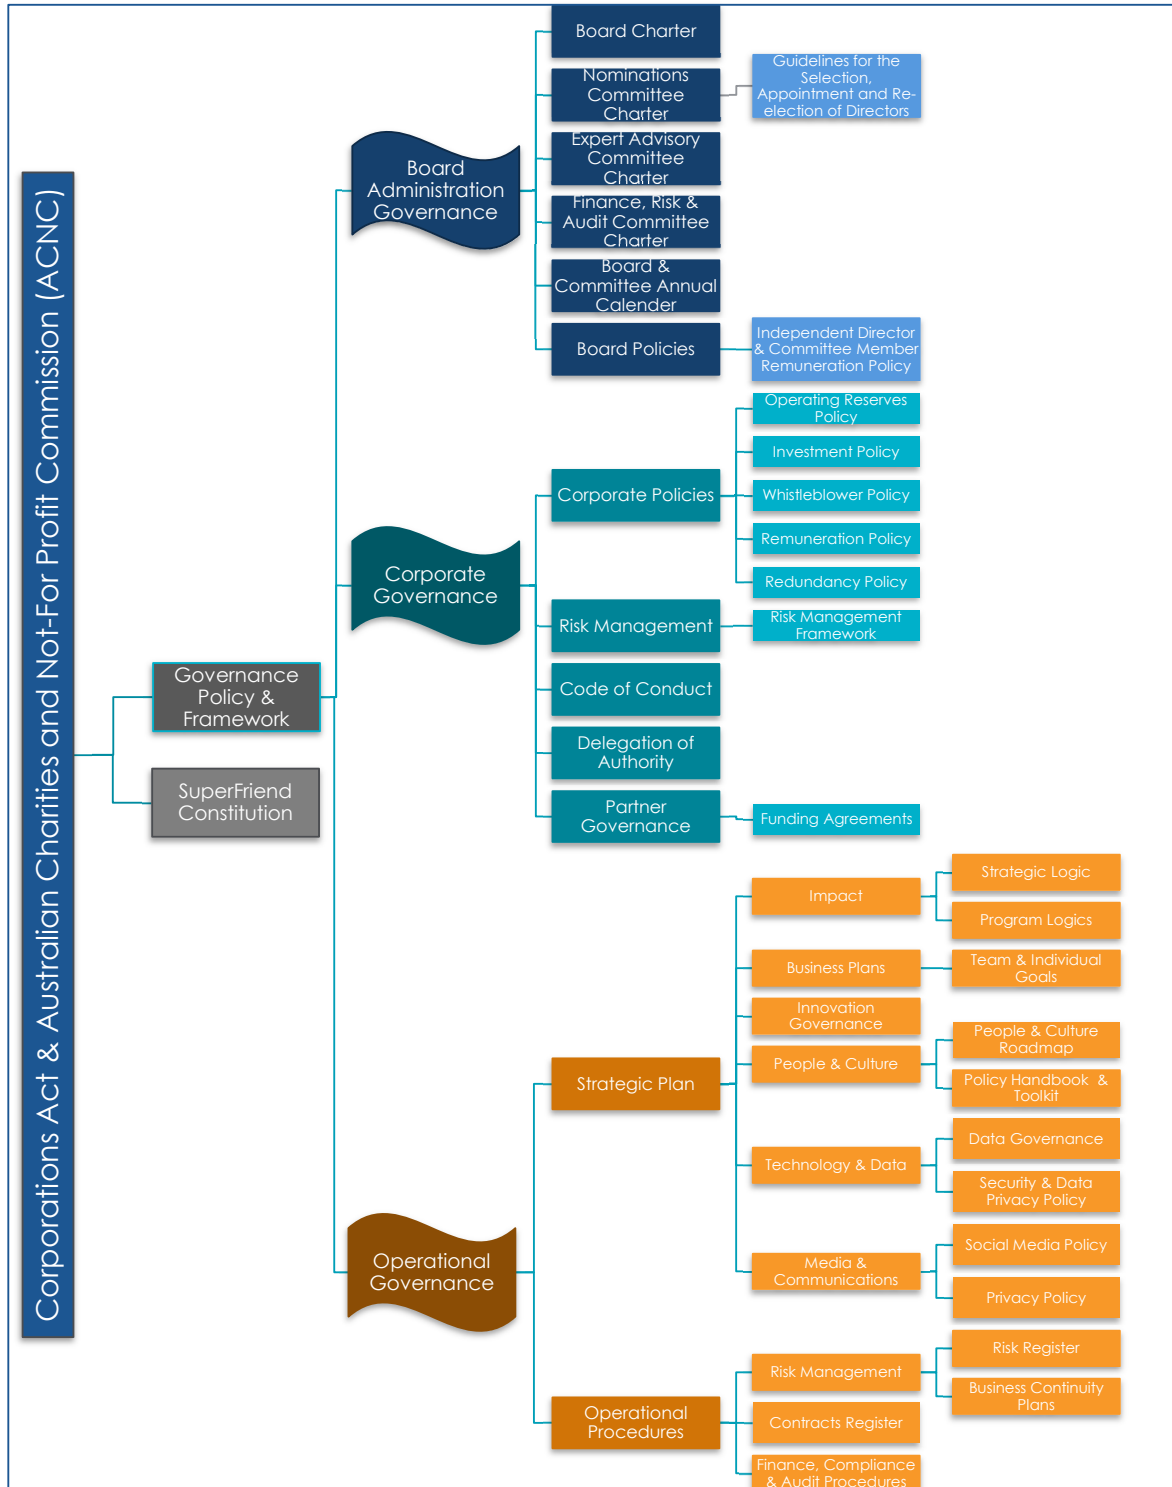 Corporations Act & Australian Charities and Not-For Profit Commission (ACNC)
Governance
Policy &
Framework
SuperFriend
Constitution
Board
Administration
Governance
Board Charter
Nominations
Committee
Charter
Guidelines for the
Selection,
Appointment and Re-
election of Directors
Expert Advisory
Committee
Charter
Finance, Risk &
Audit Committee
Charter
Board &
Committee Annual
Calender
Board Policies
Independent Director
& Committee Member
Remuneration Policy
Corporate
Governance
Corporate Policies
Operating Reserves
Policy
Investment Policy
Whistleblower Policy
Remuneration Policy
Redundancy Policy
Risk Management
Risk Management
Framework
Code of Conduct
Delegation of
Authority
Partner
Governance
Funding Agreements
Operational
Governance
Strategic Plan
Impact
Strategic Logic
Program Logics
Business Plans
Team & Individual
Goals
Innovation
Governance
People & Culture
People & Culture
Roadmap
Policy Handbook &
Toolkit
Technology & Data
Data Governance
Security & Data
Privacy Policy
Media &
Communications
Social Media Policy
Privacy Policy
Operational
Procedures
Risk Management
Risk Register
Business Continuity
Plans
Contracts Register
Finance, Compliance
& Audit Procedures